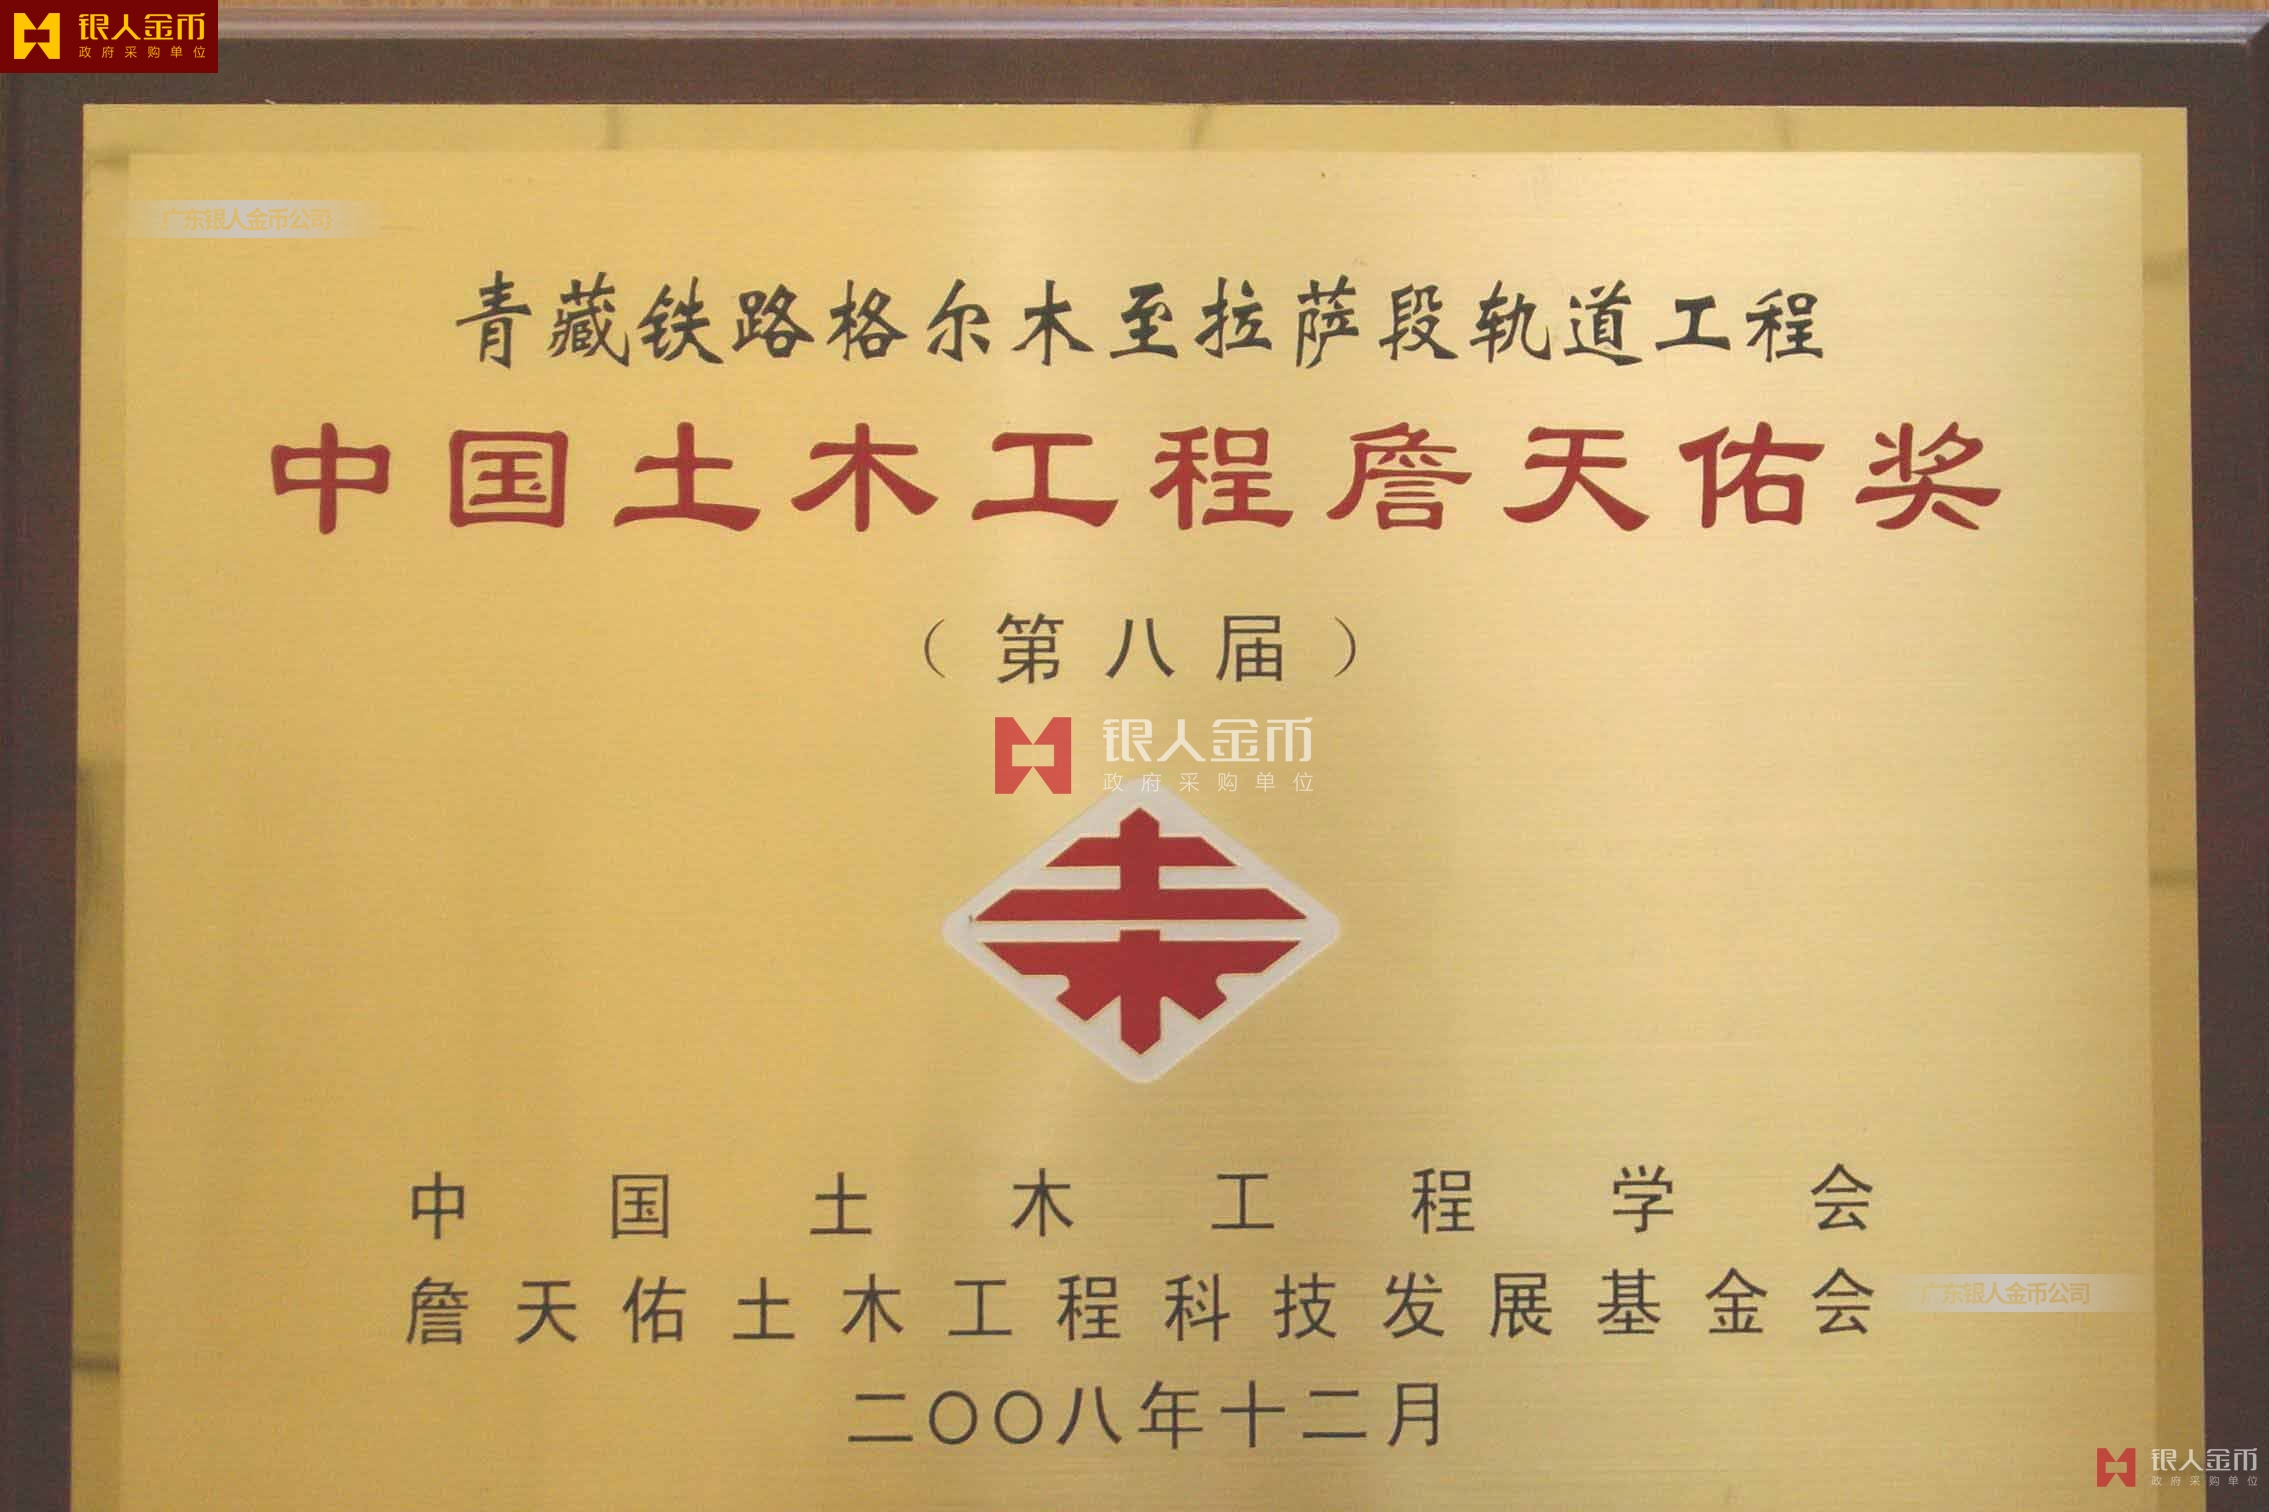 银人金币
政府采购单位
广东银人金币公司
青藏铁路格尔木至拉萨段轨道工程
中国土木工程詹天佑奖
（第八届）
银人金币
政府采购单位
中国土木工程学会
詹天佑土木工程科技发展基金会
广东银人金币公司
二〇〇八年十二月
银人金币
政府采购单位